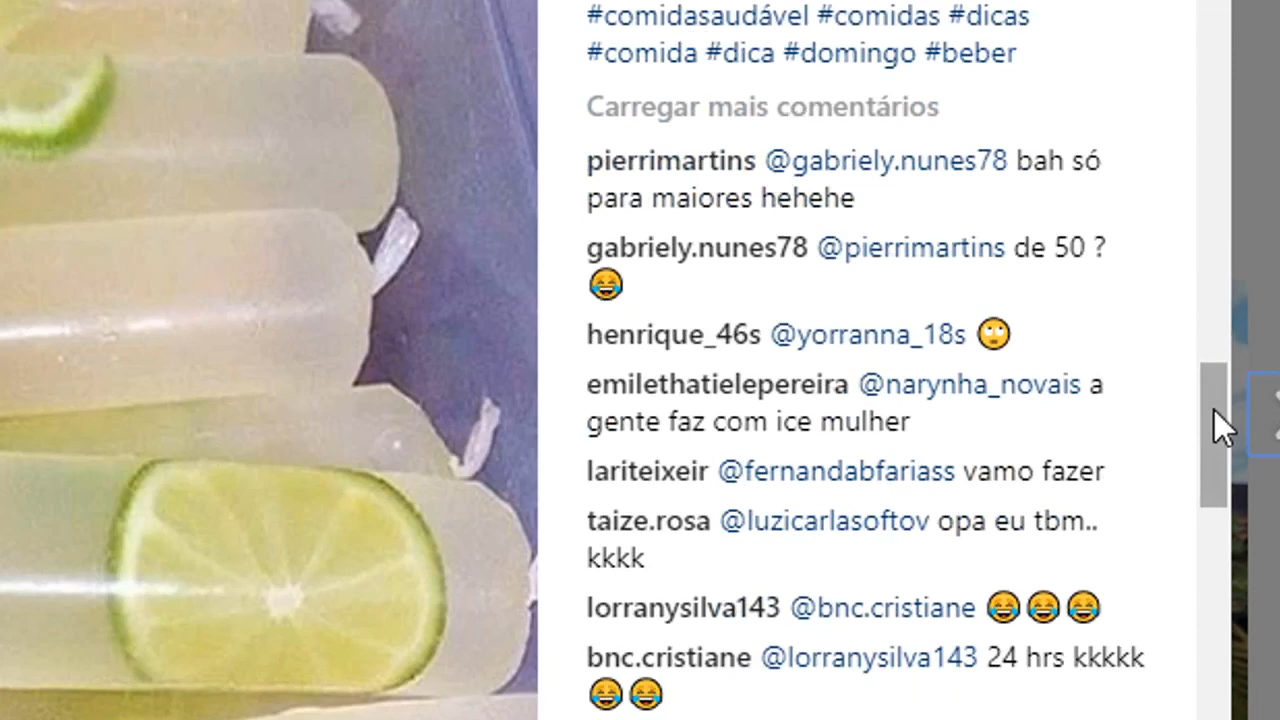 #comidasaudável #comidas #dicas
#comida #dica #domingo #beber
Carregar mais comentários
pierrimartins @gabriely.nunes78 bah só
para maiores hehehe
gabriely.nunes78 @pierrimartins de 50 ?
😂
henrique_46s @yorranna_18s 🙄
emilethatielepereira @narynha_novais a
gente faz com ice mulher
lariteixeir @fernandabfariass vamo fazer
taize.rosa @luzicarlasoftov opa eu tbm..
kkkk
lorranysilva143 @bnc.cristiane 😂😂😂
bnc.cristiane @lorranysilva143 24 hrs kkkkk
😂😂